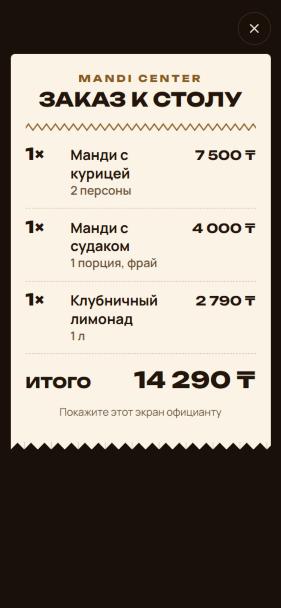 MANDI CENTER
ЗАКАЗ К СТОЛУ
1× Манди с 7 500 ₸
курицей
2 персоны
1× Манди с 4 000 ₸
судаком
1 порция, фрай
1× Клубничный 2 790 ₸
лимонад
1 л
ИТОГО 14 290 ₸
Покажите этот экран официанту